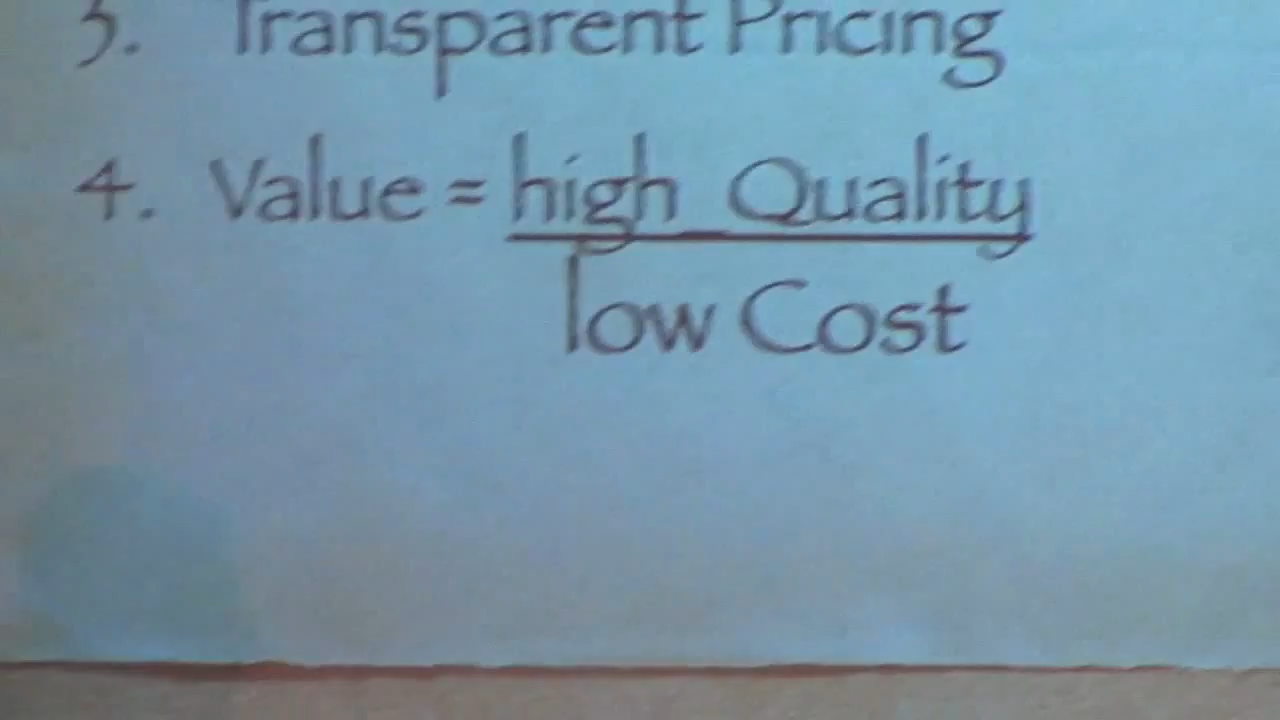 3. Transparent Pricing
4. Value = high Quality
low Cost